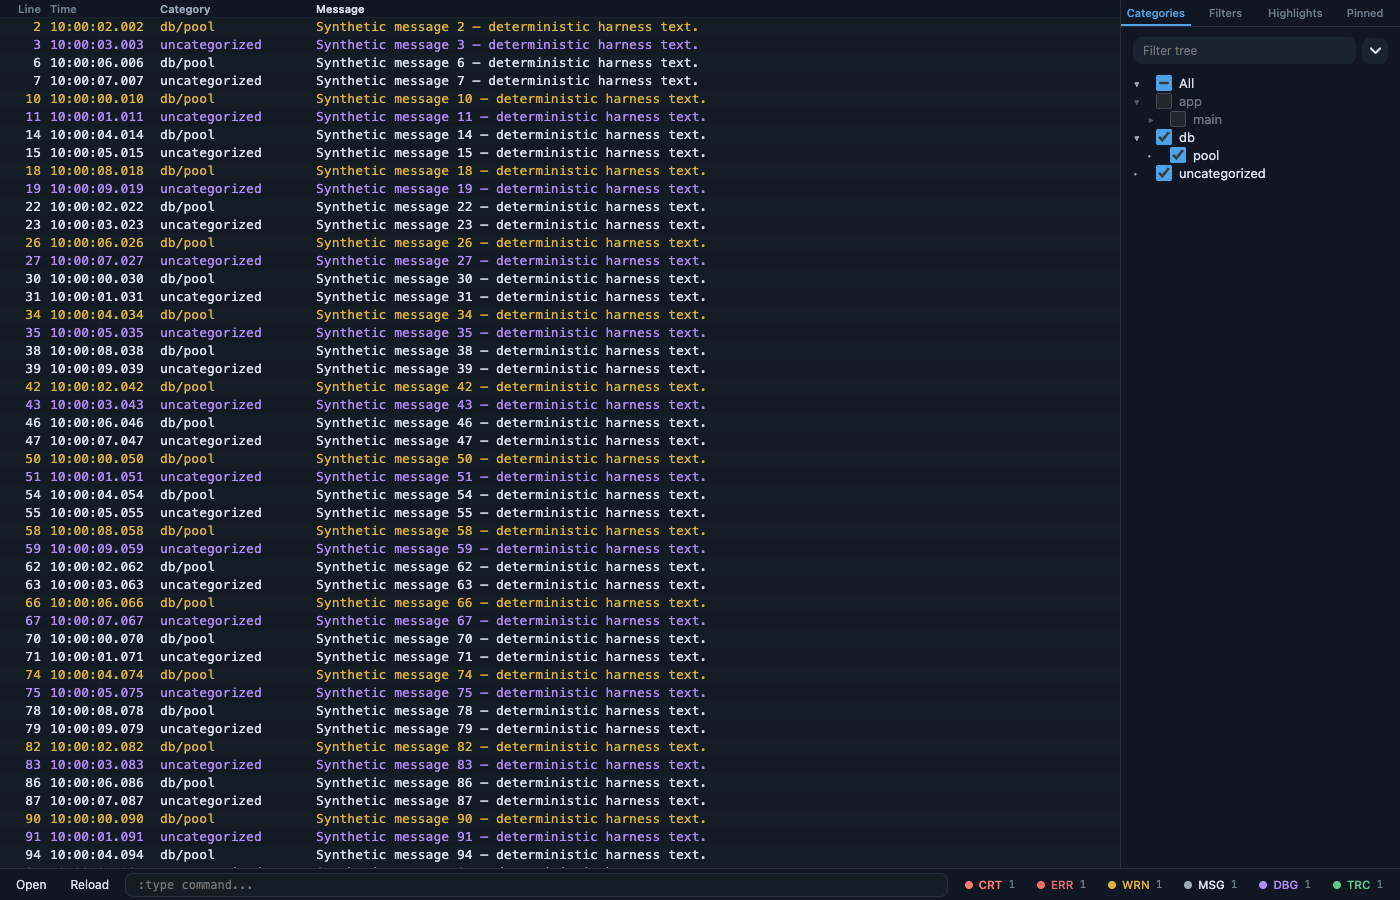 Line Time Category Message
2 10:00:02.002 db/pool Synthetic message 2 — deterministic harness text.
3 10:00:03.003 uncategorized Synthetic message 3 — deterministic harness text.
6 10:00:06.006 db/pool Synthetic message 6 — deterministic harness text.
7 10:00:07.007 uncategorized Synthetic message 7 — deterministic harness text.
10 10:00:00.010 db/pool Synthetic message 10 — deterministic harness text.
11 10:00:01.011 uncategorized Synthetic message 11 — deterministic harness text.
14 10:00:04.014 db/pool Synthetic message 14 — deterministic harness text.
15 10:00:05.015 uncategorized Synthetic message 15 — deterministic harness text.
18 10:00:08.018 db/pool Synthetic message 18 — deterministic harness text.
19 10:00:09.019 uncategorized Synthetic message 19 — deterministic harness text.
22 10:00:02.022 db/pool Synthetic message 22 — deterministic harness text.
23 10:00:03.023 uncategorized Synthetic message 23 — deterministic harness text.
26 10:00:06.026 db/pool Synthetic message 26 — deterministic harness text.
27 10:00:07.027 uncategorized Synthetic message 27 — deterministic harness text.
30 10:00:00.030 db/pool Synthetic message 30 — deterministic harness text.
31 10:00:01.031 uncategorized Synthetic message 31 — deterministic harness text.
34 10:00:04.034 db/pool Synthetic message 34 — deterministic harness text.
35 10:00:05.035 uncategorized Synthetic message 35 — deterministic harness text.
38 10:00:08.038 db/pool Synthetic message 38 — deterministic harness text.
39 10:00:09.039 uncategorized Synthetic message 39 — deterministic harness text.
42 10:00:02.042 db/pool Synthetic message 42 — deterministic harness text.
43 10:00:03.043 uncategorized Synthetic message 43 — deterministic harness text.
46 10:00:06.046 db/pool Synthetic message 46 — deterministic harness text.
47 10:00:07.047 uncategorized Synthetic message 47 — deterministic harness text.
50 10:00:00.050 db/pool Synthetic message 50 — deterministic harness text.
51 10:00:01.051 uncategorized Synthetic message 51 — deterministic harness text.
54 10:00:04.054 db/pool Synthetic message 54 — deterministic harness text.
55 10:00:05.055 uncategorized Synthetic message 55 — deterministic harness text.
58 10:00:08.058 db/pool Synthetic message 58 — deterministic harness text.
59 10:00:09.059 uncategorized Synthetic message 59 — deterministic harness text.
62 10:00:02.062 db/pool Synthetic message 62 — deterministic harness text.
63 10:00:03.063 uncategorized Synthetic message 63 — deterministic harness text.
66 10:00:06.066 db/pool Synthetic message 66 — deterministic harness text.
67 10:00:07.067 uncategorized Synthetic message 67 — deterministic harness text.
70 10:00:00.070 db/pool Synthetic message 70 — deterministic harness text.
71 10:00:01.071 uncategorized Synthetic message 71 — deterministic harness text.
74 10:00:04.074 db/pool Synthetic message 74 — deterministic harness text.
75 10:00:05.075 uncategorized Synthetic message 75 — deterministic harness text.
78 10:00:08.078 db/pool Synthetic message 78 — deterministic harness text.
79 10:00:09.079 uncategorized Synthetic message 79 — deterministic harness text.
82 10:00:02.082 db/pool Synthetic message 82 — deterministic harness text.
83 10:00:03.083 uncategorized Synthetic message 83 — deterministic harness text.
86 10:00:06.086 db/pool Synthetic message 86 — deterministic harness text.
87 10:00:07.087 uncategorized Synthetic message 87 — deterministic harness text.
90 10:00:00.090 db/pool Synthetic message 90 — deterministic harness text.
91 10:00:01.091 uncategorized Synthetic message 91 — deterministic harness text.
94 10:00:04.094 db/pool Synthetic message 94 — deterministic harness text.
Categories Filters Highlights Pinned
Filter tree
All
app
main
db
pool
uncategorized
Open Reload :type command... CRT 1 ERR 1 WRN 1 MSG 1 DBG 1 TRC 1